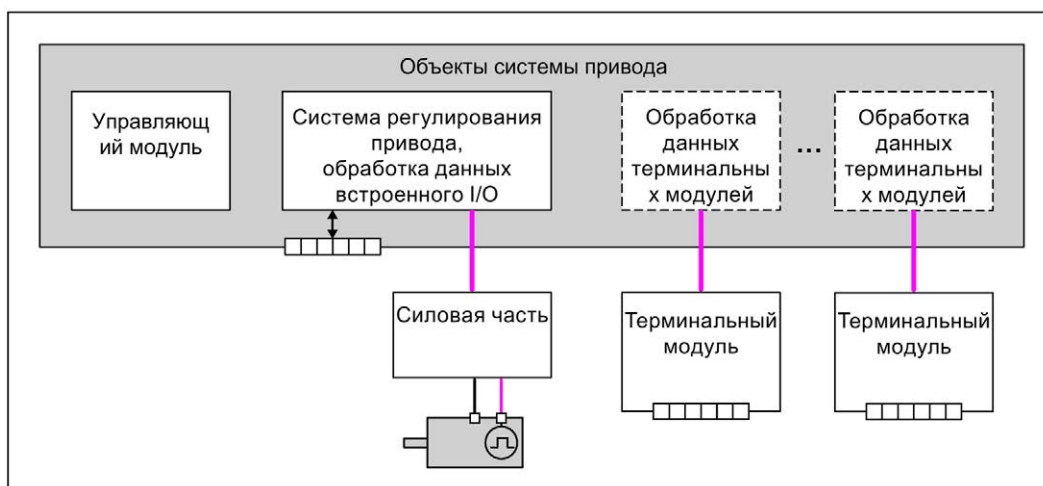 Объекты системы привода
Управляющ
ий модуль
Система регулирования
привода,
обработка данных
встроенного I/O
Обработка
данных
терминальны
х модулей
...
Обработка
данных
терминальны
х модулей
Силовая часть
Терминальный
модуль
Терминальный
модуль